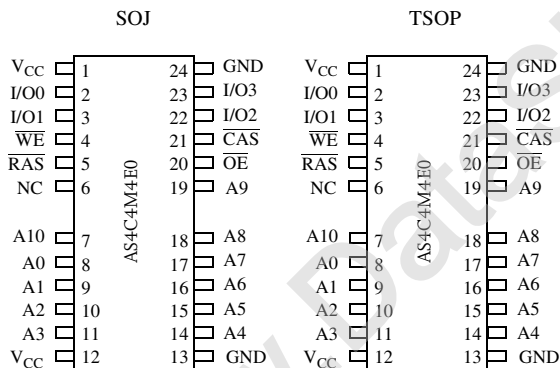 SOJ
VCC 1 24 GND
I/O0 2 23 I/O3
I/O1 3 22 I/O2
WE 4 21 CAS
RAS 5 20 OE
NC 6 19 A9
A10 7 18 A8
A0 8 17 A7
A1 9 16 A6
A2 10 15 A5
A3 11 14 A4
VCC 12 13 GND
AS4C4M4E0
TSOP
VCC 1 24 GND
I/O0 2 23 I/O3
I/O1 3 22 I/O2
WE 4 21 CAS
RAS 5 20 OE
NC 6 19 A9
A10 7 18 A8
A0 8 17 A7
A1 9 16 A6
A2 10 15 A5
A3 11 14 A4
VCC 12 13 GND
AS4C4M4E0